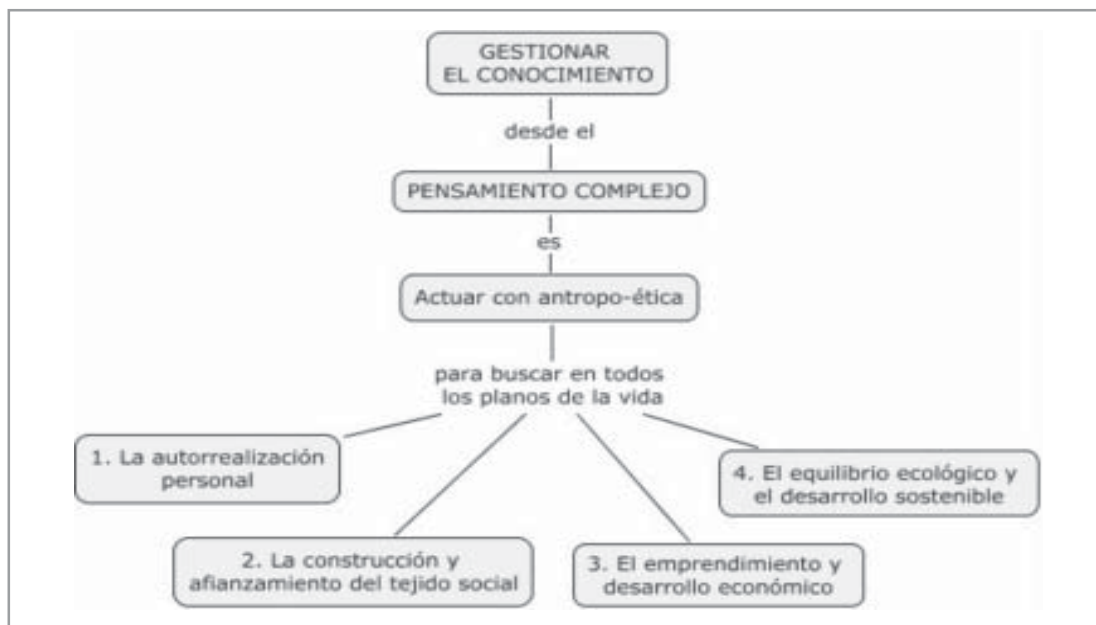 GESTIONAR
EL CONOCIMIENTO
desde el
PENSAMIENTO COMPLEJO
es
Actuar con antropo-ética
para buscar en todos
los planos de la vida
1. La autorrealización
personal
2. La construcción y
afianzamiento del tejido social
3. El emprendimiento y
desarrollo económico
4. El equilibrio ecológico y
el desarrollo sostenible